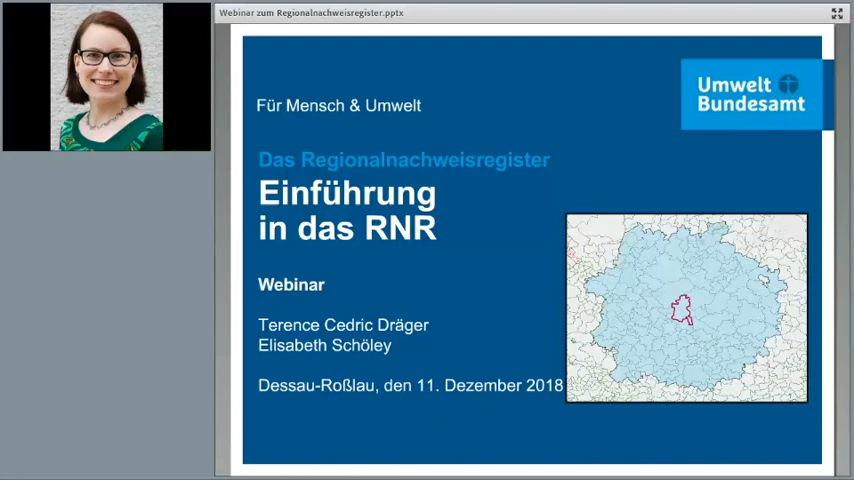 Webinar zum Regionalnachweisregister.pptx
Für Mensch & Umwelt
Umwelt
Bundesamt
Das Regionalnachweisregister
Einführung
in das RNR
Webinar
Terence Cedric Dräger
Elisabeth Schöley
Dessau-Roßlau, den 11. Dezember 2018